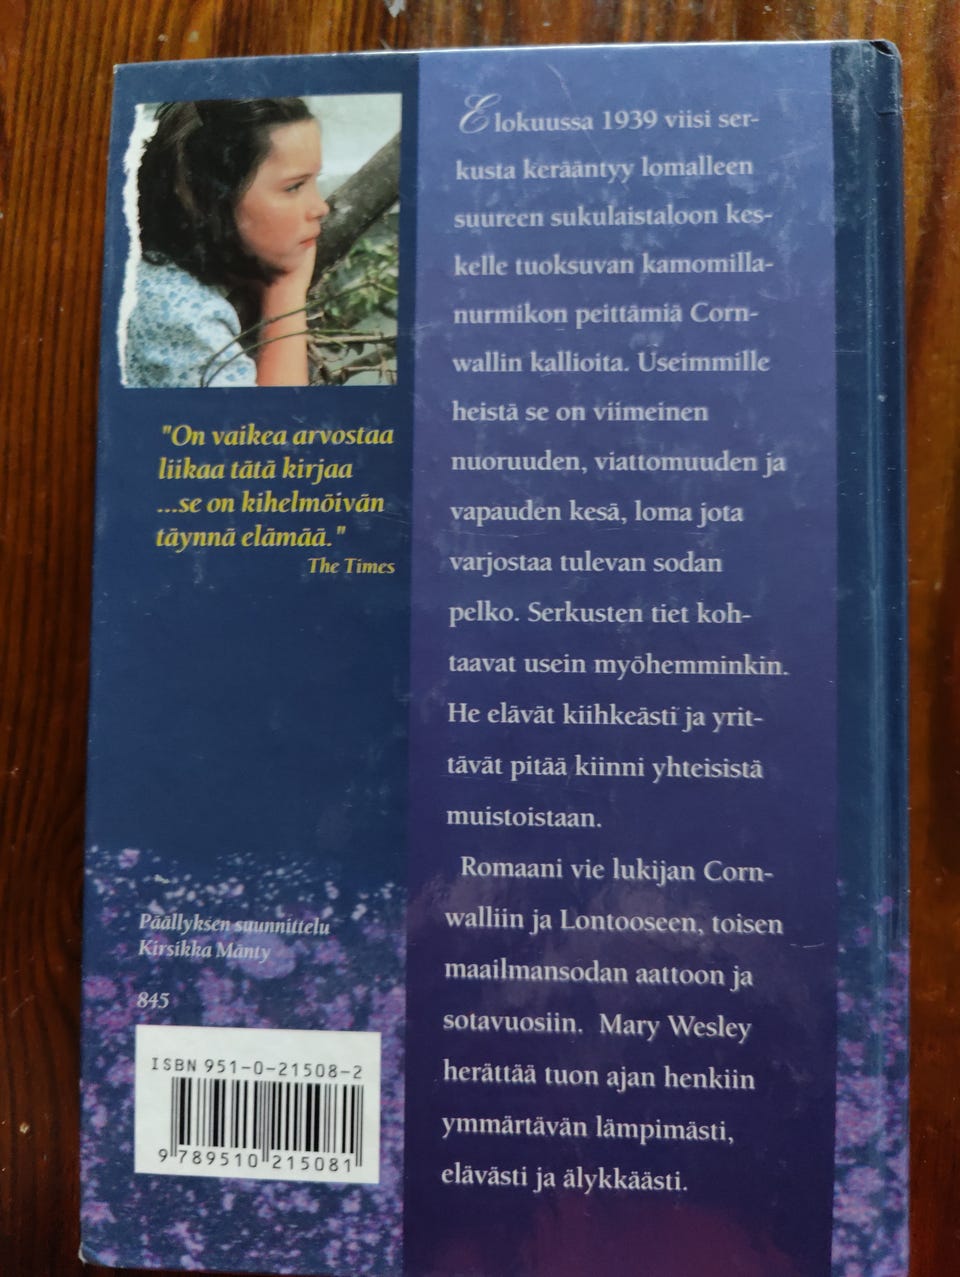 "On vaikea arvostaa
liikaa tätä kirjaa
...se on kihelmöivän
täynnä elämää."
The Times
Elokuussa 1939 viisi ser-
kusta kerääntyy lomalleen
suureen sukulaistaloon kes-
kelle tuoksuvan kamomilla-
nurmikon peittämiä Corn-
wallin kallioita. Useimmille
heistä se on viimeinen
nuoruuden, viattomuuden ja
vapauden kesä, loma jota
varjostaa tulevan sodan
pelko. Serkusten tiet koh-
taavat usein myöhemminkin.
He elävät kiihkeästi ja yrit-
tävät pitää kiinni yhteisistä
muistoistaan.
Romaani vie lukijan Corn-
walliin ja Lontooseen, toisen
maailmansodan aattoon ja
sotavuosiin. Mary Wesley
herättää tuon ajan henkiin
ymmärtävän lämpimästi,
elävästi ja älykkäästi.
Päällyksen suunnittelu
Kirsikka Mänty
845
ISBN 951-0-21508-2
9 789510 215081